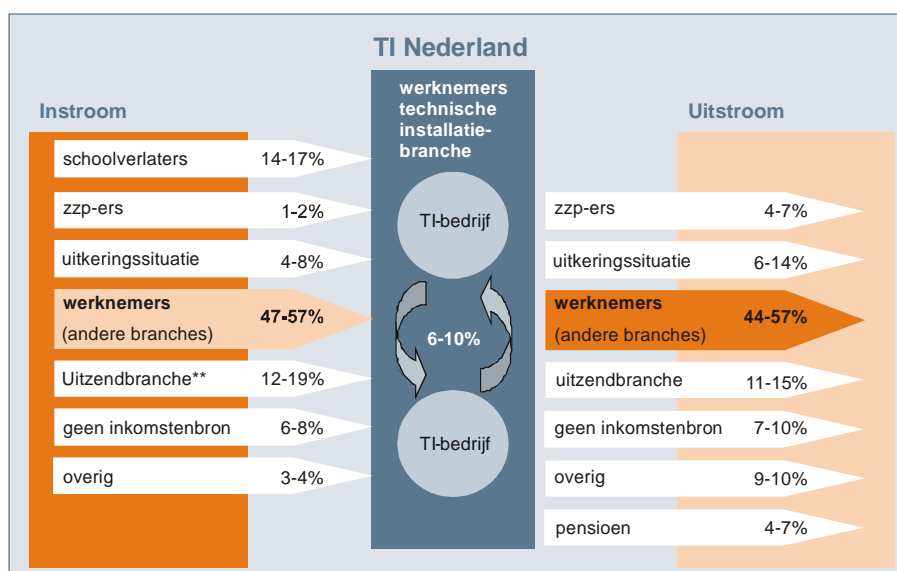 TI Nederland
Instroom
schoolverlaters 14-17%
zzp-ers 1-2%
uitkeringssituatie 4-8%
werknemers
(andere branches) 47-57%
Uitzendbranche** 12-19%
geen inkomstenbron 6-8%
overig 3-4%
werknemers
technische
installatie-
branche
TI-bedrijf
6-10%
TI-bedrijf
Uitstroom
zzp-ers 4-7%
uitkeringssituatie 6-14%
werknemers
(andere branches) 44-57%
uitzendbranche 11-15%
geen inkomstenbron 7-10%
overig 9-10%
pensioen 4-7%